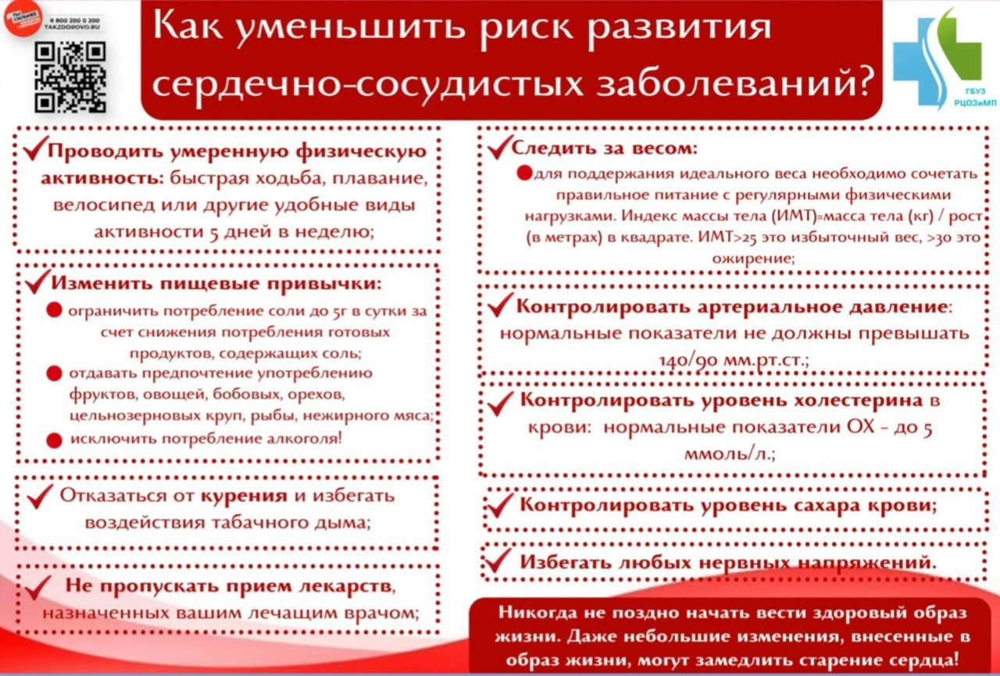 ТЫ СИЛЬНЕЕ
8 800 200 0 200
TAKZDOROVO.RU
Как уменьшить риск развития
сердечно-сосудистых заболеваний?
ГБУЗ
РЦОЗиМП
Проводить умеренную физическую
активность: быстрая ходьба, плавание,
велосипед или другие удобные виды
активности 5 дней в неделю;
Изменить пищевые привычки:
ограничить потребление соли до 5г в сутки за
счет снижения потребления готовых
продуктов, содержащих соль;
отдавать предпочтение употреблению
фруктов, овощей, бобовых, орехов,
цельнозерновых круп, рыбы, нежирного мяса;
исключить потребление алкоголя!
Отказаться от курения и избегать
воздействия табачного дыма;
Не пропускать прием лекарств,
назначенных вашим лечащим врачом;
Следить за весом:
для поддержания идеального веса необходимо сочетать
правильное питание с регулярными физическими
нагрузками. Индекс массы тела (ИМТ)=масса тела (кг) / рост
(в метрах) в квадрате. ИМТ>25 это избыточный вес, >30 это
ожирение;
Контролировать артериальное давление:
нормальные показатели не должны превышать
140/90 мм.рт.ст.;
Контролировать уровень холестерина в
крови: нормальные показатели ОХ - до 5
ммоль/л.;
Контролировать уровень сахара крови;
Избегать любых нервных напряжений.
Никогда не поздно начать вести здоровый образ
жизни. Даже небольшие изменения, внесенные в
образ жизни, могут замедлить старение сердца!